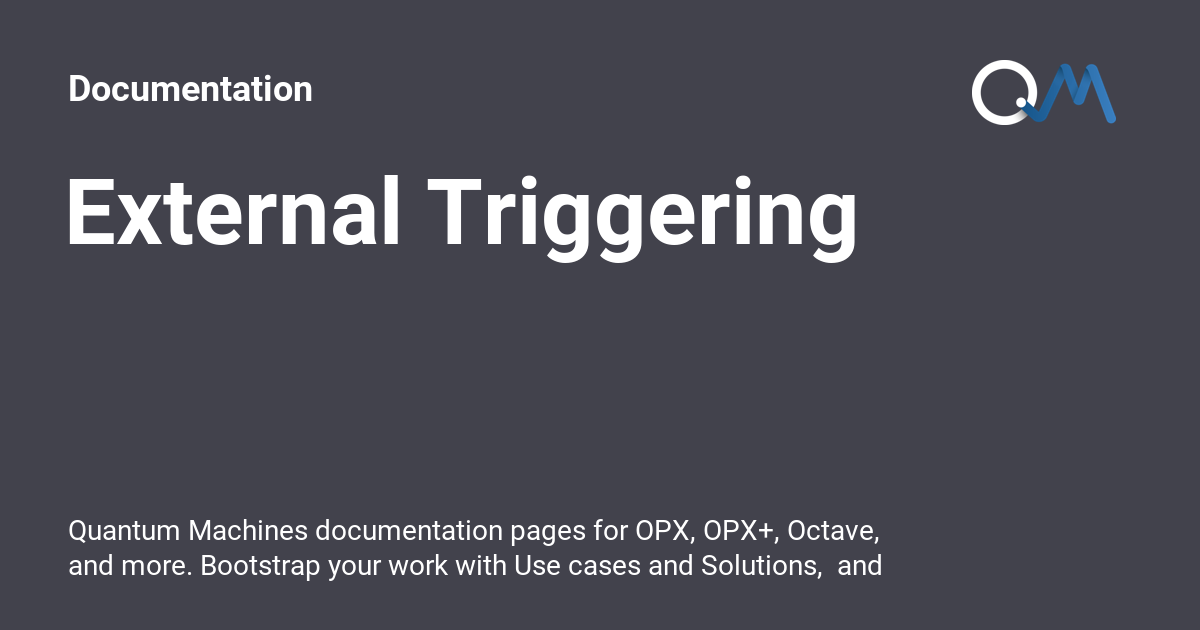 Documentation
QM
External Triggering
Quantum Machines documentation pages for OPX, OPX+, Octave,
and more. Bootstrap your work with Use cases and Solutions,  and